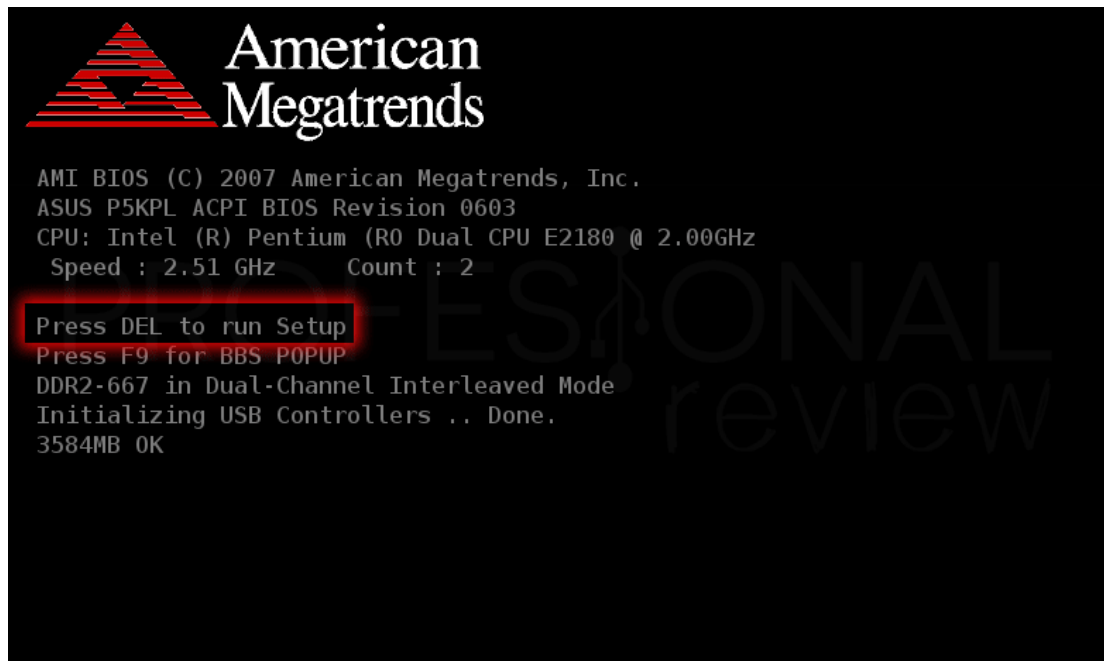 American
Megatrends
AMI BIOS (C) 2007 American Megatrends, Inc.
ASUS P5KPL ACPI BIOS Revision 0603
CPU: Intel (R) Pentium (RO Dual CPU E2180 @ 2.00GHz
Speed : 2.51 GHz Count : 2
Press DEL to run Setup
Press F9 for BBS POPUP
DDR2-667 in Dual-Channel Interleaved Mode
Initializing USB Controllers .. Done.
3584MB OK
PROFESIONAL
review